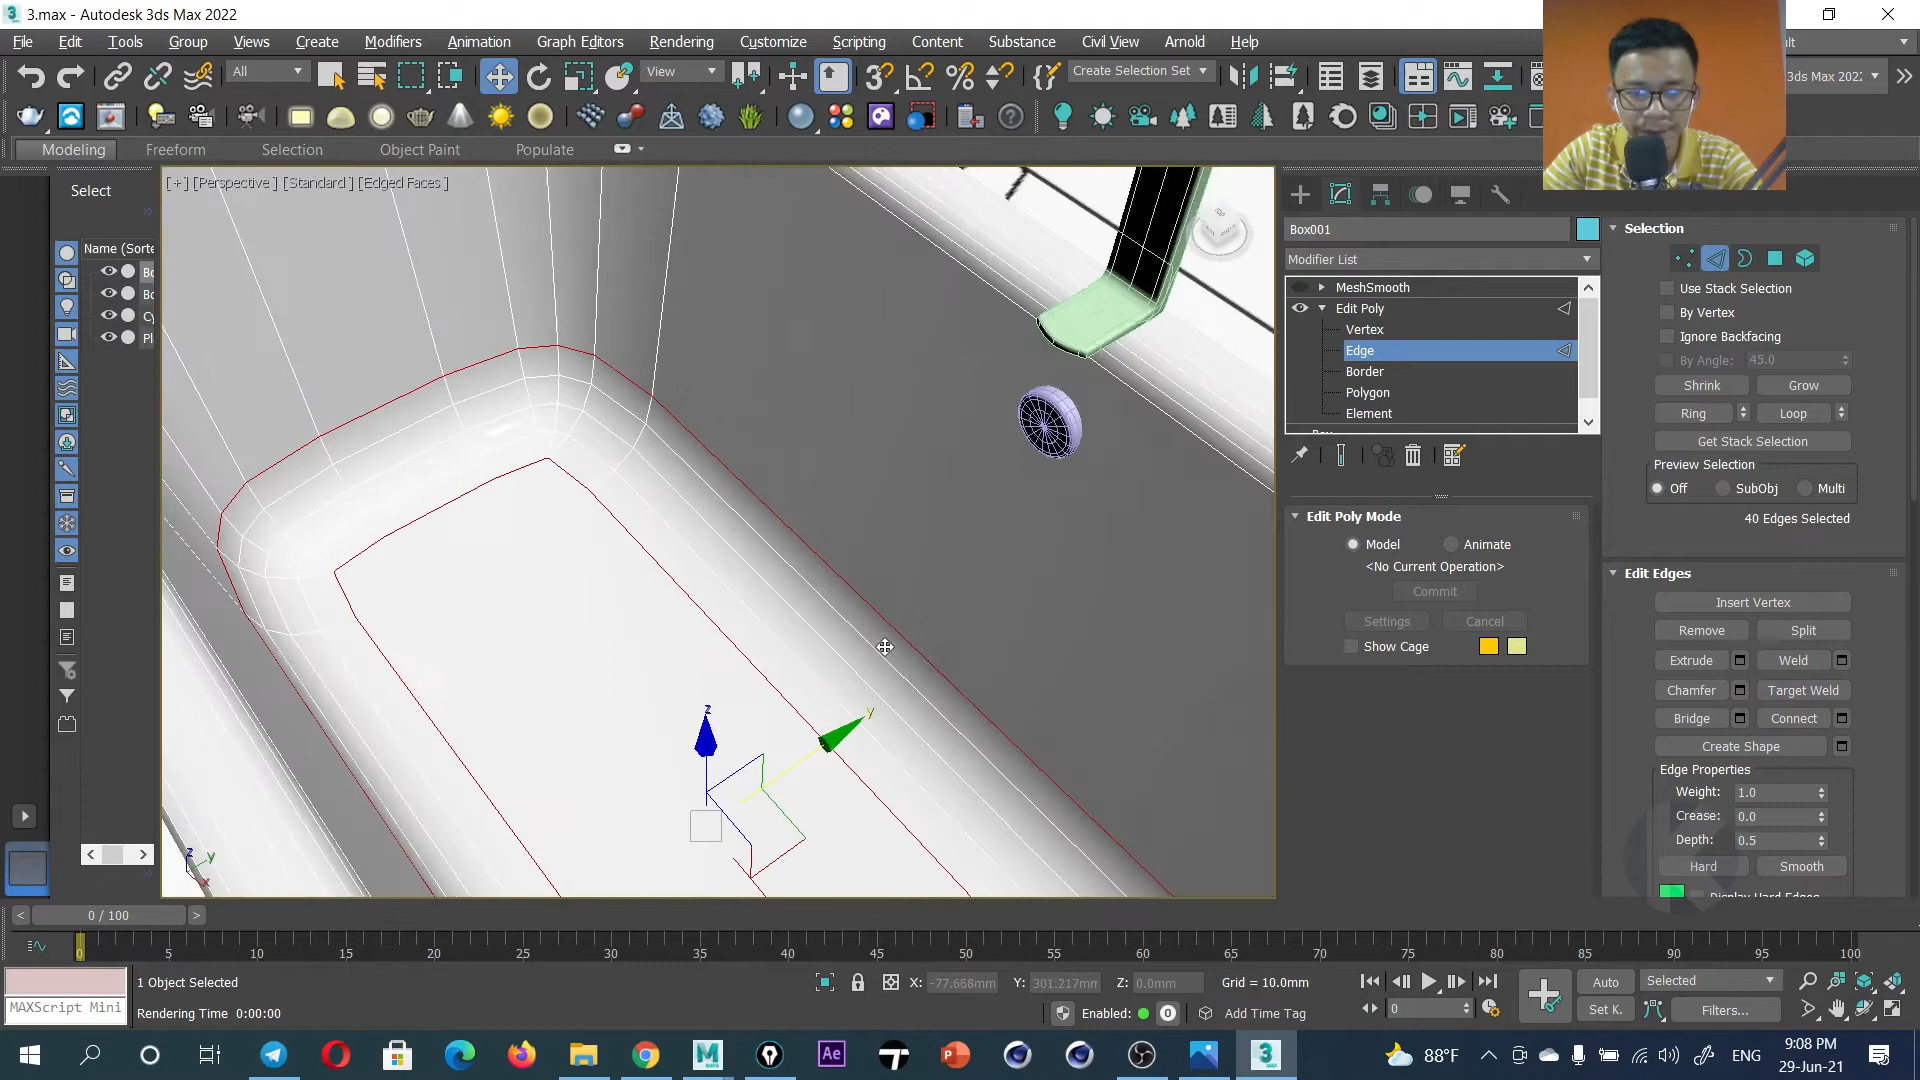 3.max - Autodesk 3ds Max 2022
File Edit Tools Group Views Create Modifiers Animation Graph Editors Rendering Customize Scripting Content Substance Civil View Arnold Help
All
View
Create Selection Set
3ds Max 202
Modeling Freeform Selection Object Paint Populate
[ + ] [Perspective ] [Standard ] [Edged Faces ]
Select
Name (Sorte
Bo
Bo
Cy
Pl
TOP
Box001
Modifier List
MeshSmooth
Edit Poly
Vertex
Edge
Border
Polygon
Element
Edit Poly Mode
Model Animate
<No Current Operation>
Commit
Settings Cancel
Show Cage
Selection
Use Stack Selection
By Vertex
Ignore Backfacing
By Angle: 45.0
Shrink Grow
Ring Loop
Get Stack Selection
Preview Selection
Off SubObj Multi
40 Edges Selected
Edit Edges
Insert Vertex
Remove Split
Extrude Weld
Chamfer Target Weld
Bridge Connect
Create Shape
Edge Properties
Weight: 1.0
Crease: 0.0
Depth: 0.5
Hard Smooth
Display Hard Edges
z
y
z
y
x
0 / 100
0 5 10 15 20 25 30 35 40 45 50 55 60 65 70 75 80 85 90 95 100
1 Object Selected
X: -77.668mm Y: 301.217mm Z: 0.0mm Grid = 10.0mm
Auto Selected
MAXScript Mini
Rendering Time 0:00:00
Enabled: 0 Add Time Tag
0
Set K. Filters...
88°F
ENG
9:08 PM
29-Jun-21